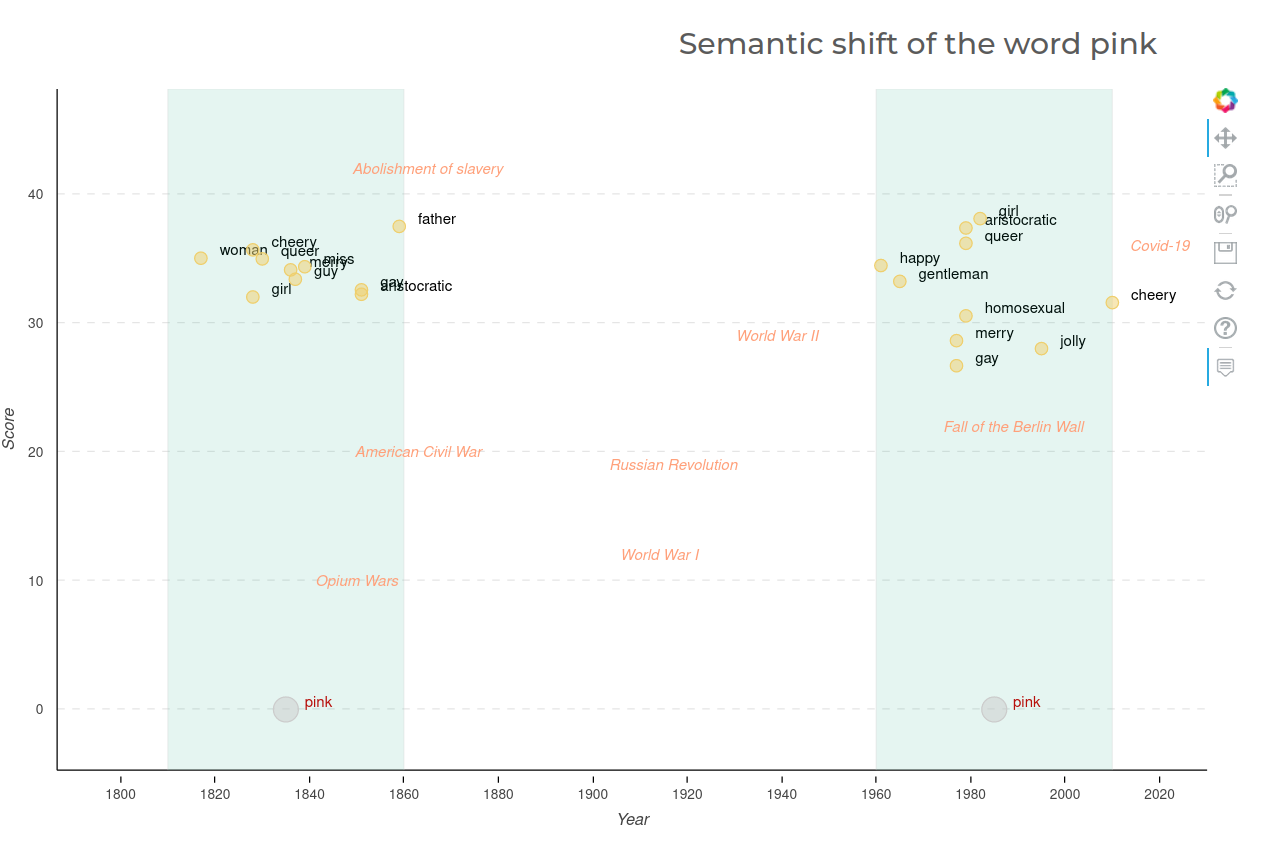 Semantic shift of the word pink
Abolishment of slavery
40
father
girl
aristocratic
queer
cheery
woman
queer
Covid-19
miss
merry
guy
happy
gentleman
gay
aristocratic
girl
cheery
homosexual
30
World War II
merry
jolly
gay
Score
Fall of the Berlin Wall
20
American Civil War
Russian Revolution
World War I
10
Opium Wars
0
pink
pink
1800 1820 1840 1860 1880 1900 1920 1940 1960 1980 2000 2020
Year